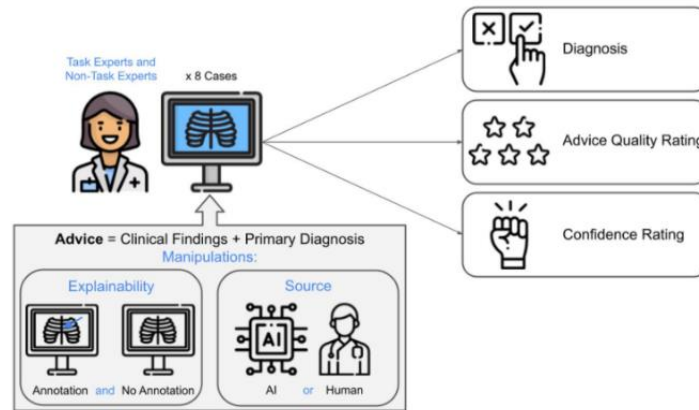 Task Experts and
Non-Task Experts
x 8 Cases
Diagnosis
Advice Quality Rating
Confidence Rating
Advice = Clinical Findings + Primary Diagnosis
Manipulations:
Explainability
Source
AI
Annotation and No Annotation
AI or Human